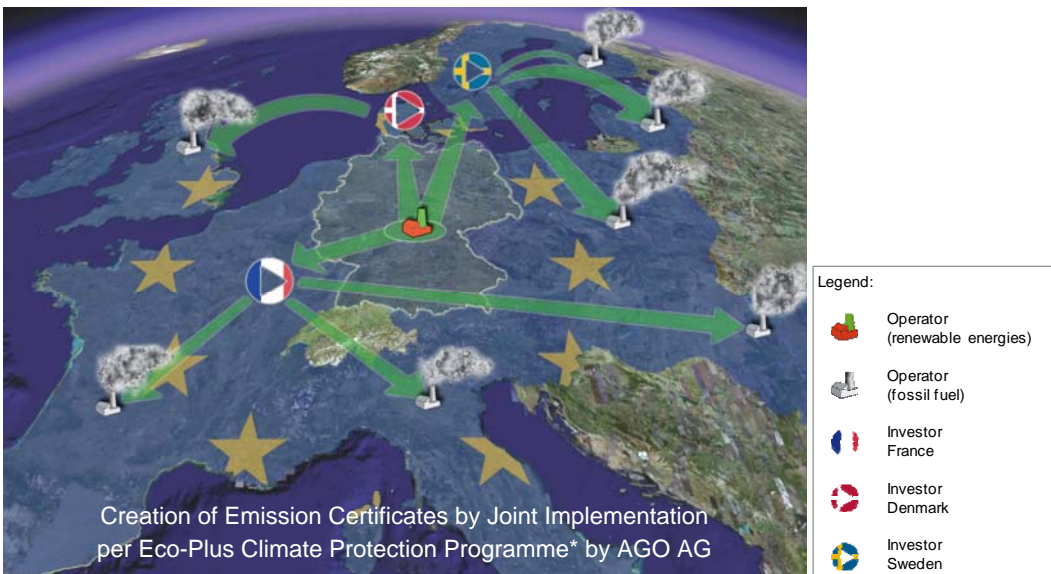 Creation of Emission Certificates by Joint Implementation
per Eco-Plus Climate Protection Programme* by AGO AG
Legend:
Operator
(renewable energies)
Operator
(fossil fuel)
Investor
France
Investor
Denmark
Investor
Sweden